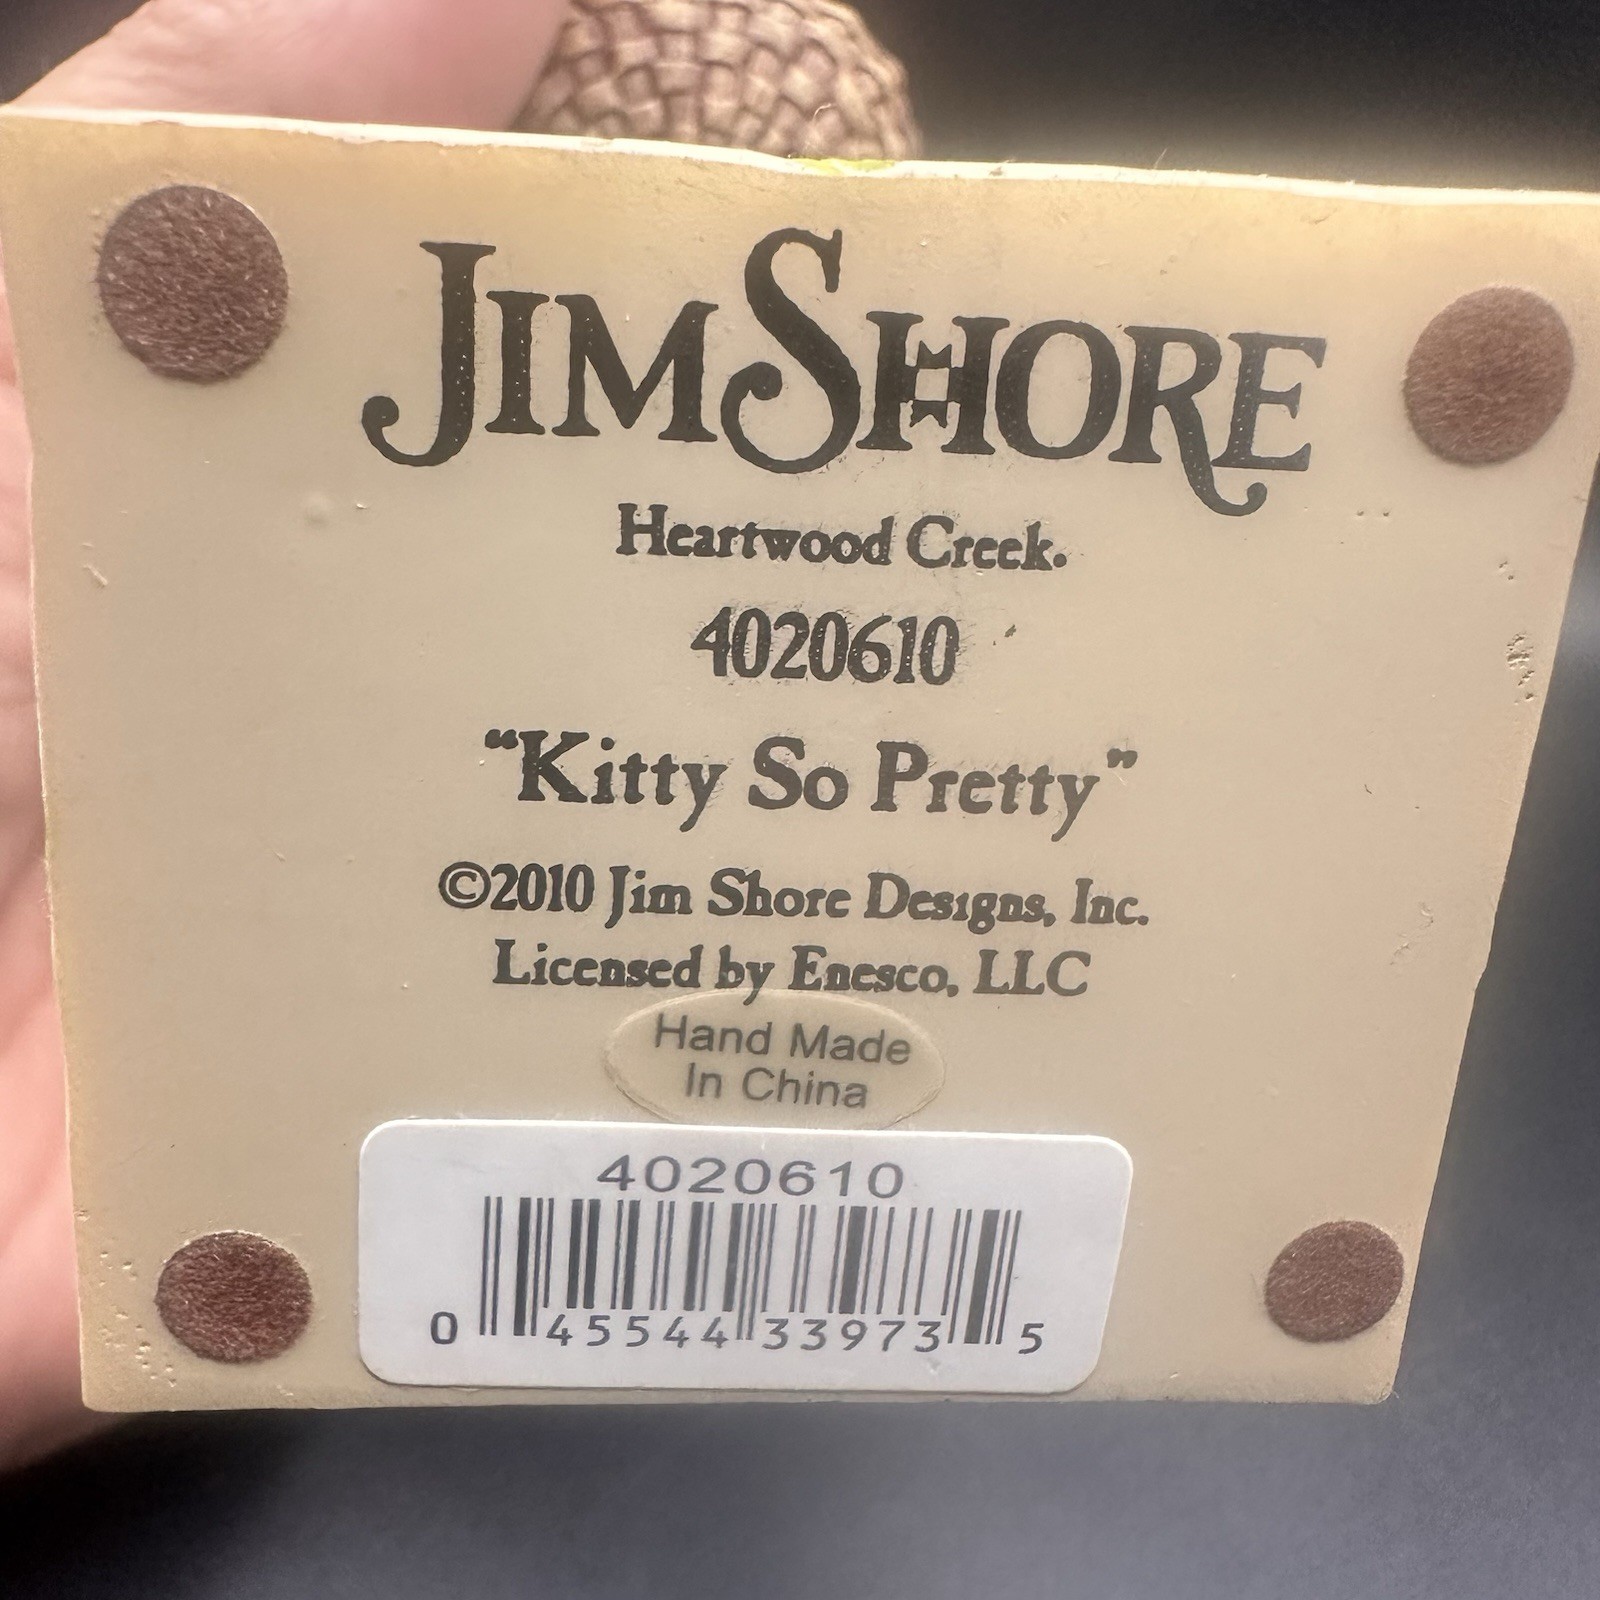 JIM SHORE
Heartwood Creek.
4020610
“Kitty So Pretty”
©2010 Jim Shore Designs, Inc.
Licensed by Enesco, LLC
Hand Made
In China
4020610
0 45544 33973 5